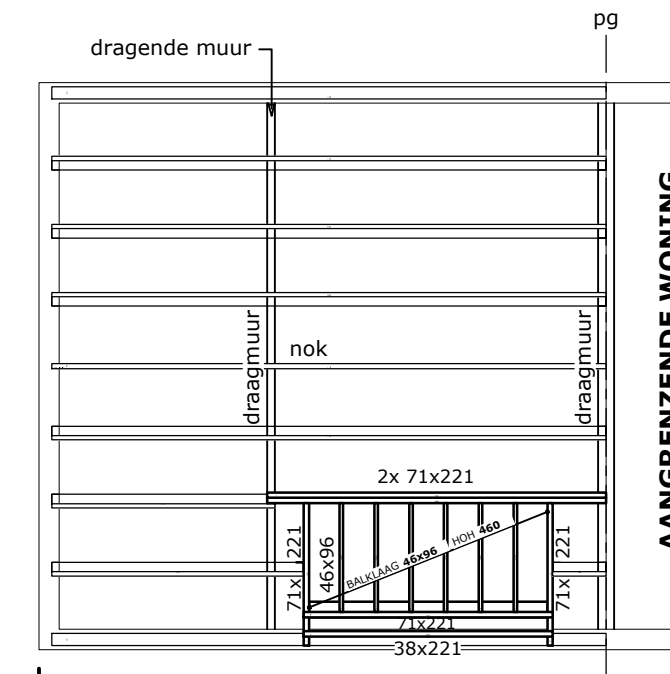 pg
dragende muur
AANGRENZENDE WONING
draagmuur
nok
draagmuur
2x 71x221
71x 221
46x96
BALKLAAG 46x96 HOH 460
71x 221
71x221
38x221